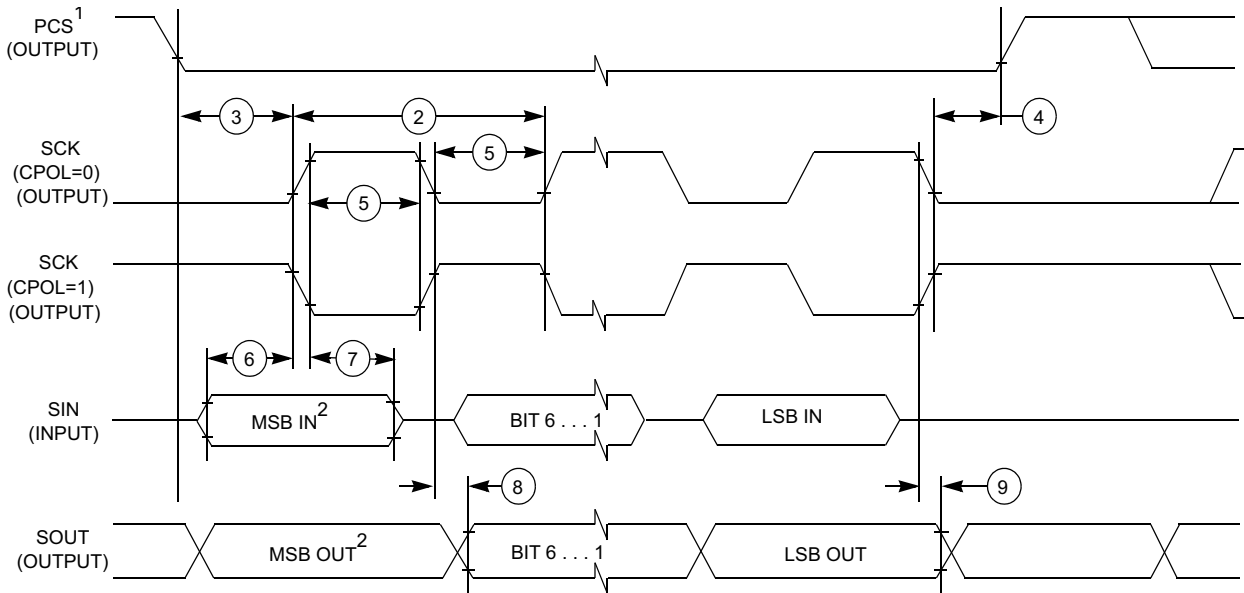 PCS1
(OUTPUT)
3
2
4
SCK
(CPOL=0)
(OUTPUT)
5
5
SCK
(CPOL=1)
(OUTPUT)
6
7
SIN
(INPUT)
MSB IN2
BIT 6 . . . 1
LSB IN
8
9
SOUT
(OUTPUT)
MSB OUT2
BIT 6 . . . 1
LSB OUT